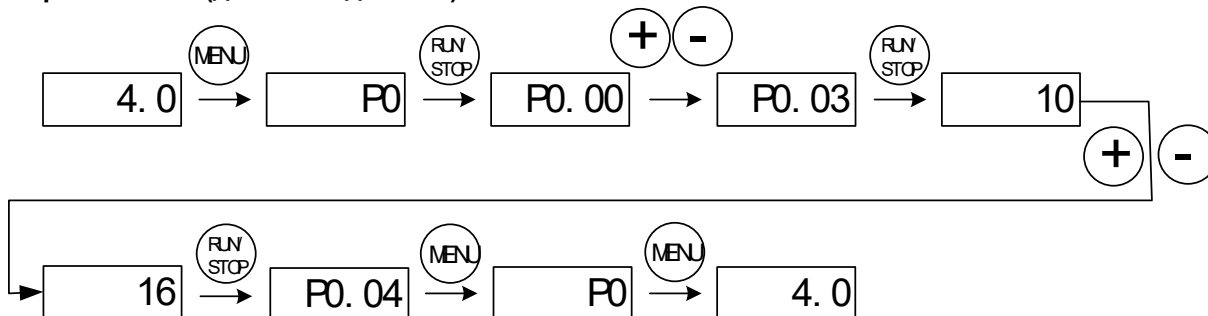 + -
MENU RUN/ RUN/
STOP STOP
4. 0 P0 P0. 00 P0. 03 10
+ -
RUN/ MENU MENU
STOP
16 P0. 04 P0 4. 0